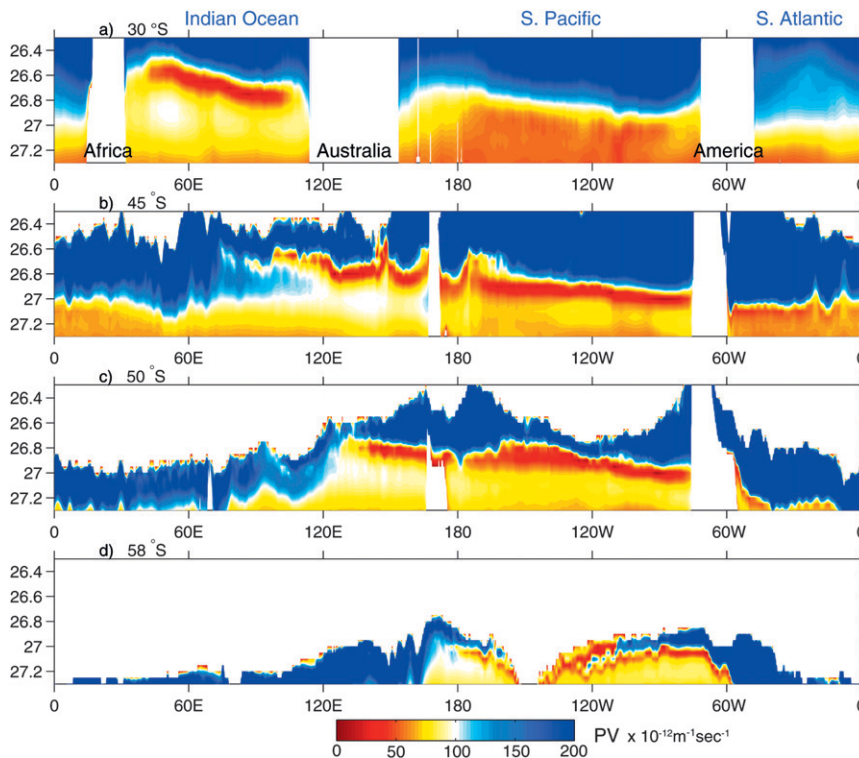 Indian Ocean S. Pacific S. Atlantic
a) 30 °S
26.4
26.6
26.8
27
27.2
Africa Australia America
0 60E 120E 180 120W 60W 0
b) 45 °S
26.4
26.6
26.8
27
27.2
0 60E 120E 180 120W 60W 0
c) 50 °S
26.4
26.6
26.8
27
27.2
0 60E 120E 180 120W 60W 0
d) 58 °S
26.4
26.6
26.8
27
27.2
0 60E 120E 180 120W 60W 0
0 50 100 150 200
PV x 10⁻¹²m⁻¹sec⁻¹